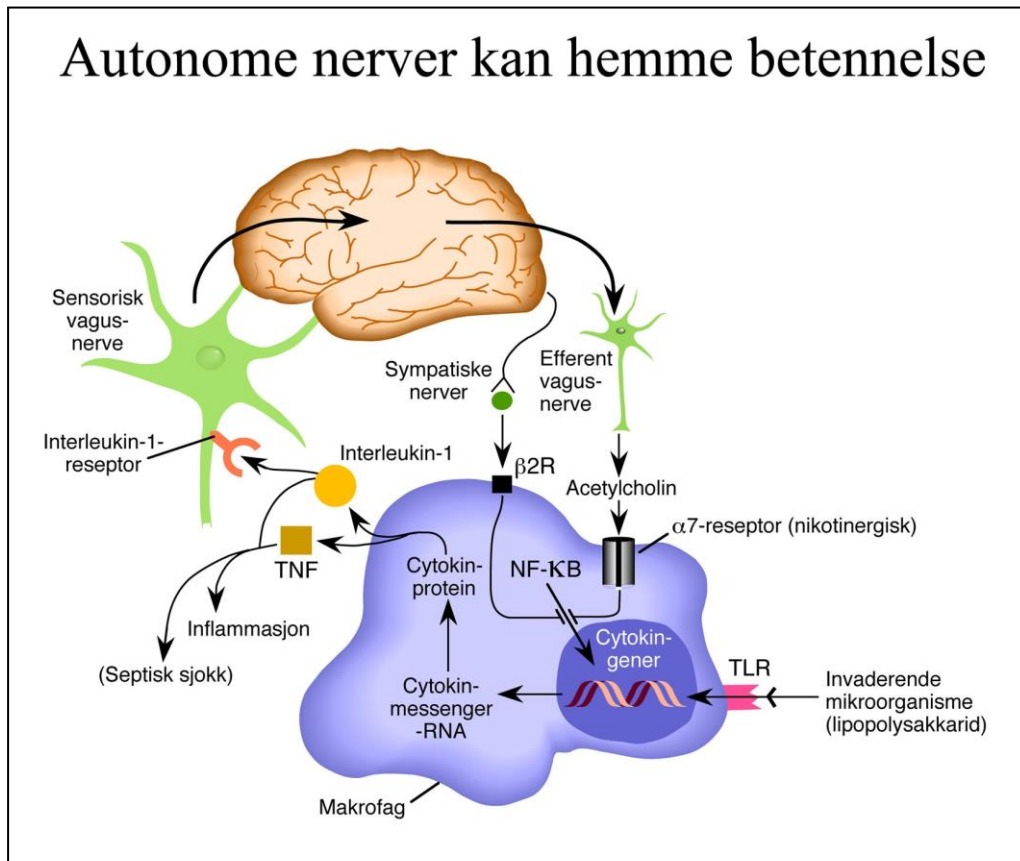 Autonome nerver kan hemme betennelse
Sensorisk
vagus-
nerve
Sympatiske
nerver
Efferent
vagus-
nerve
Interleukin-1-
reseptor
Interleukin-1
β2R
Acetylcholin
α7-reseptor (nikotinergisk)
TNF
Cytokin-
protein
NF-κB
Inflammasjon
(Septisk sjokk)
Cytokin-
gener
TLR
Cytokin-
messenger
-RNA
Invaderende
mikroorganisme
(lipopolysakkarid)
Makrofag